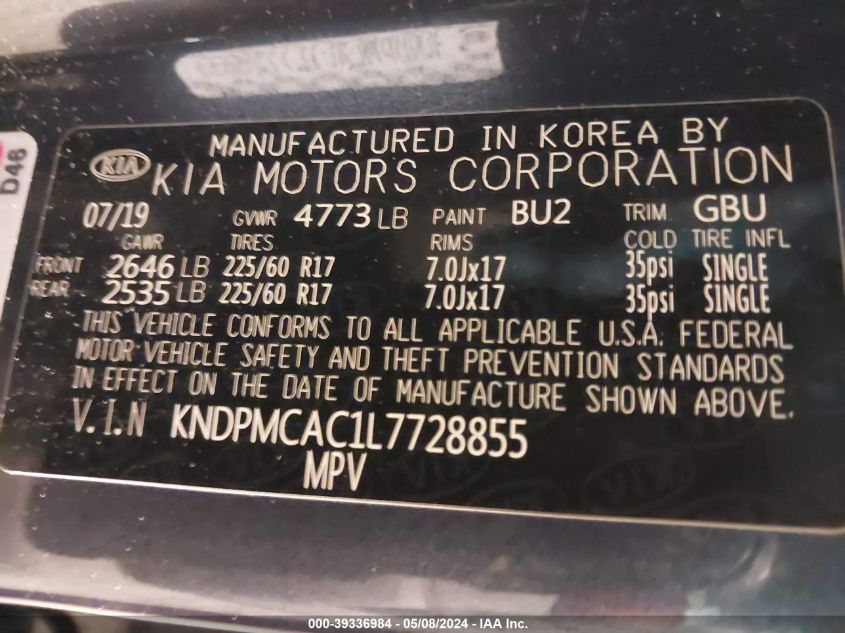 D46
MANUFACTURED IN KOREA BY
KIA KIA MOTORS CORPORATION
07/19 GVWR 4773 LB PAINT BU2 TRIM GBU
GAWR TIRES RIMS COLD TIRE INFL
FRONT 2646 LB 225/60 R17 7.0Jx17 35psi SINGLE
REAR 2535 LB 225/60 R17 7.0Jx17 35psi SINGLE
THIS VEHICLE CONFORMS TO ALL APPLICABLE U.S.A. FEDERAL
MOTOR VEHICLE SAFETY AND THEFT PREVENTION STANDARDS
IN EFFECT ON THE DATE OF MANUFACTURE SHOWN ABOVE.
V.I.N KNDPMCAC1L7728855
MPV
000-39336984 - 05/08/2024 - IAA Inc.